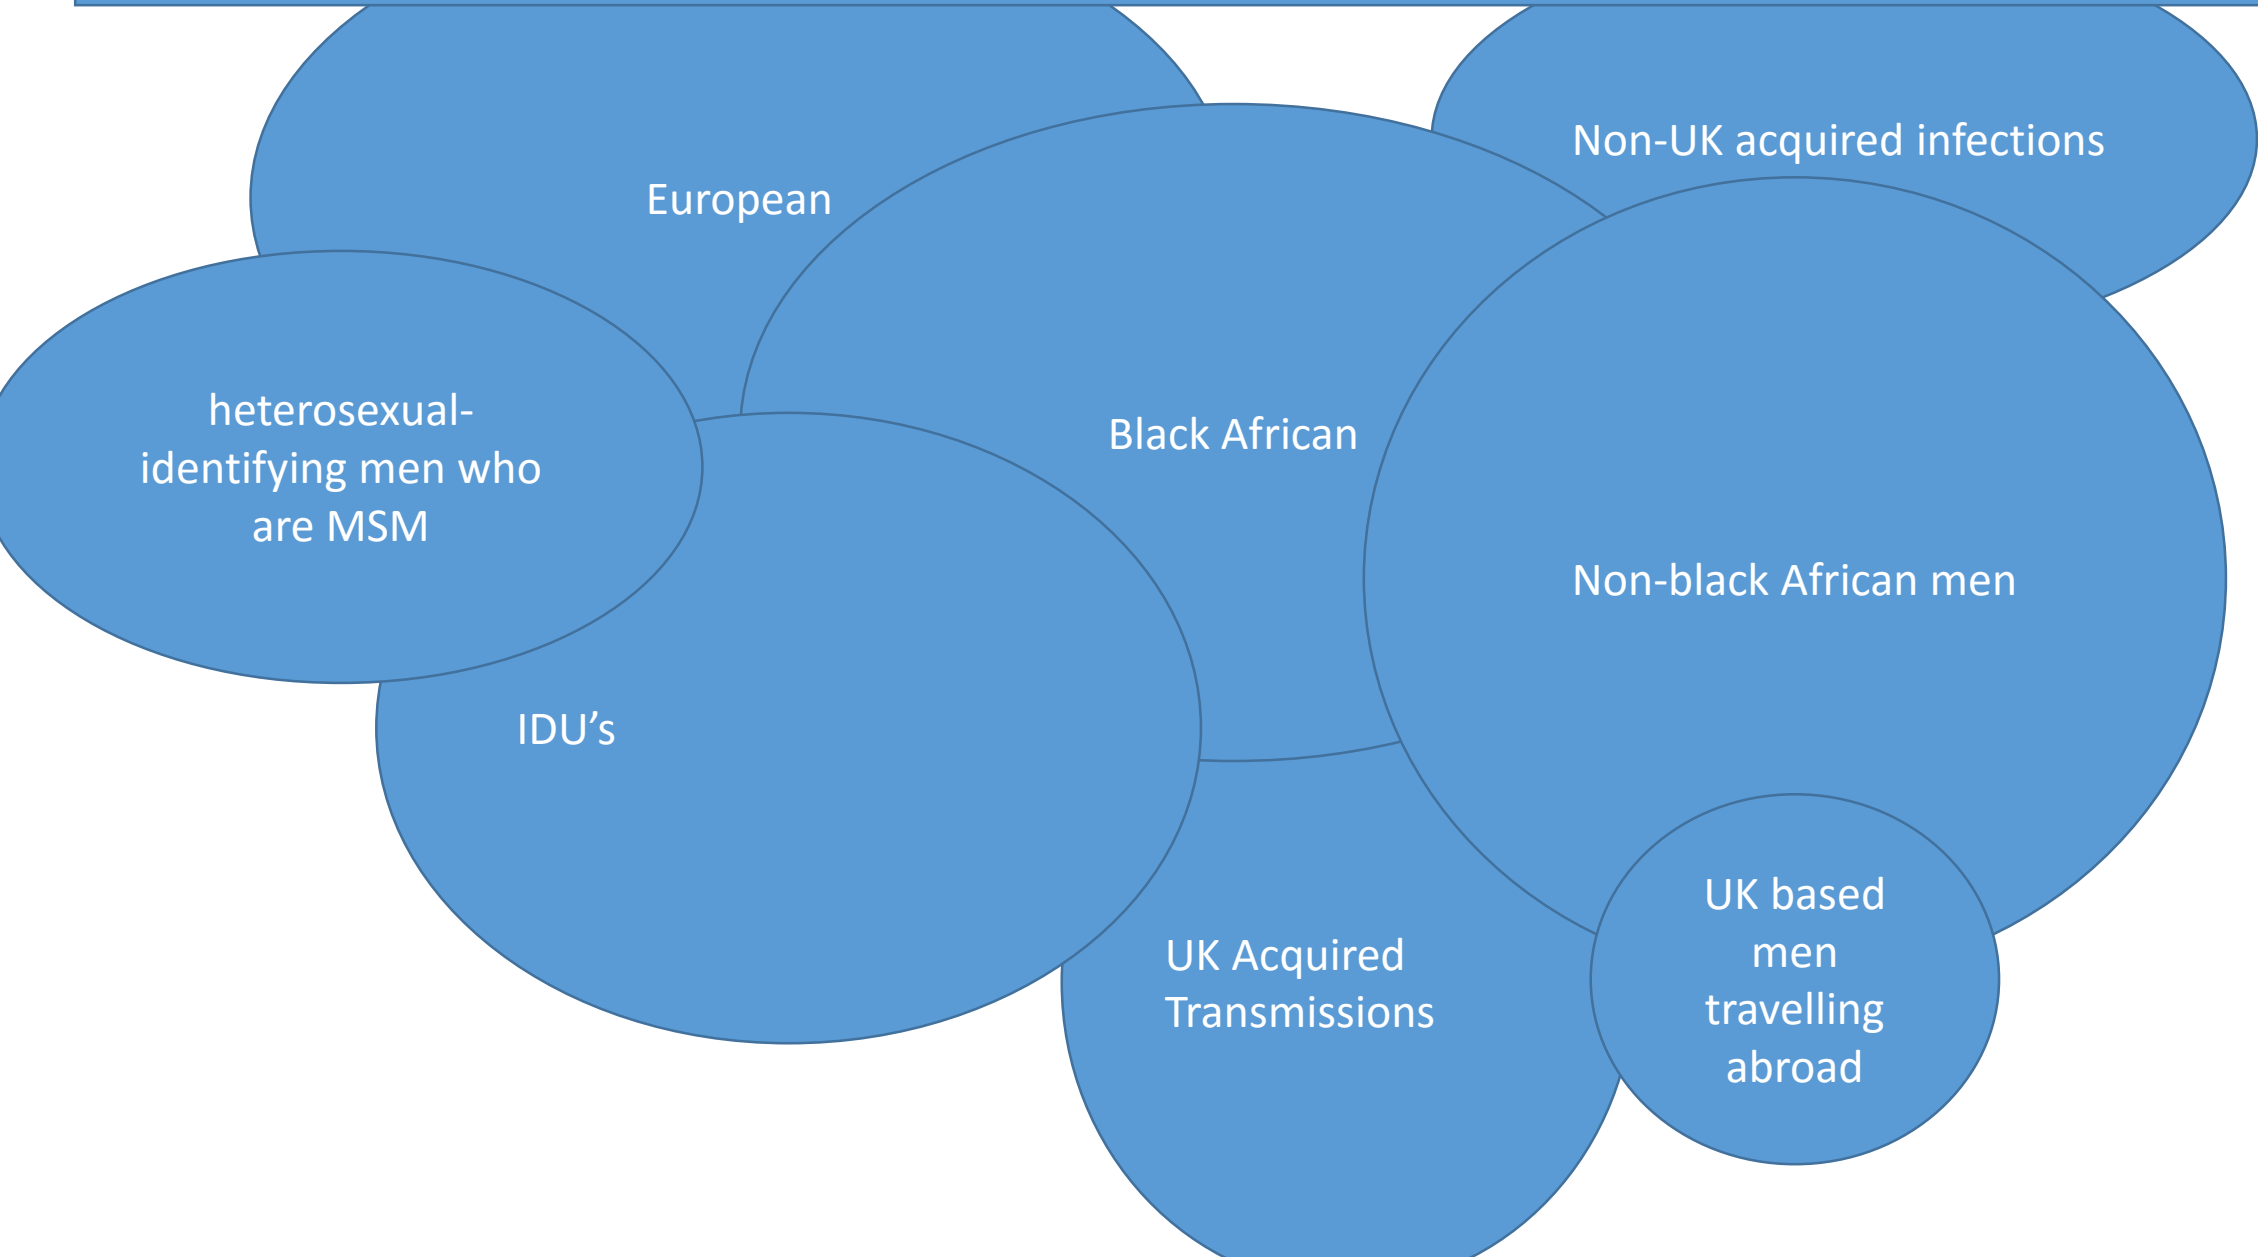 Non-UK acquired infections
European
heterosexual-
identifying men who
are MSM
Black African
Non-black African men
IDU’s
UK Acquired
Transmissions
UK based
men
travelling
abroad